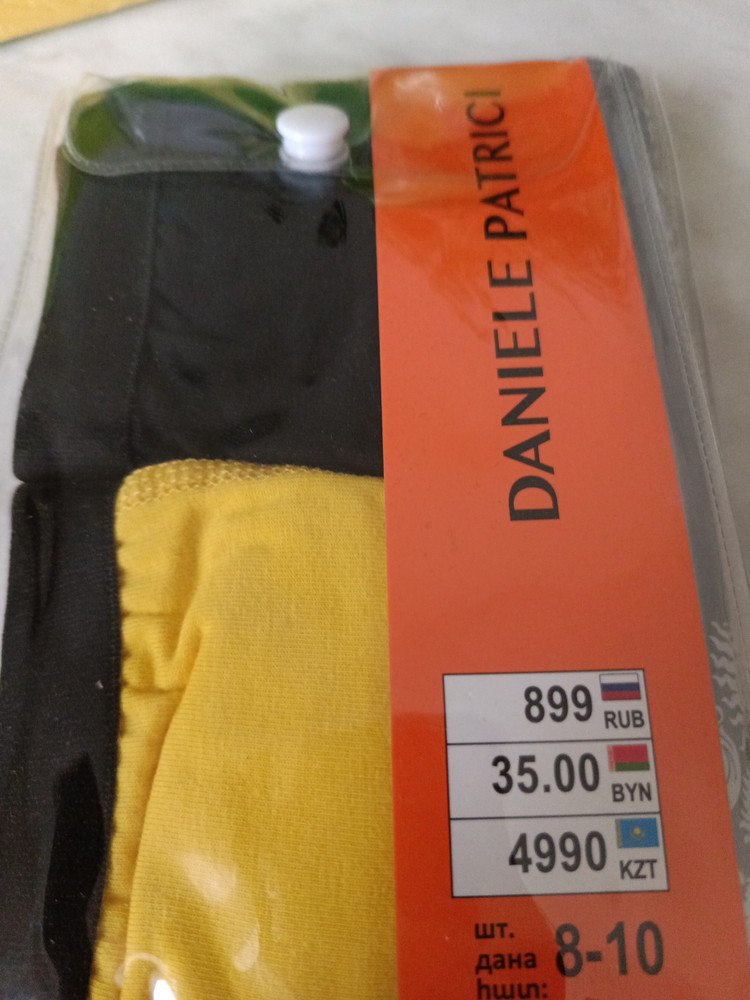 DANIELE PATRICI
899 RUB
35.00 BYN
4990 KZT
шт.
дана 8-10
հատ: